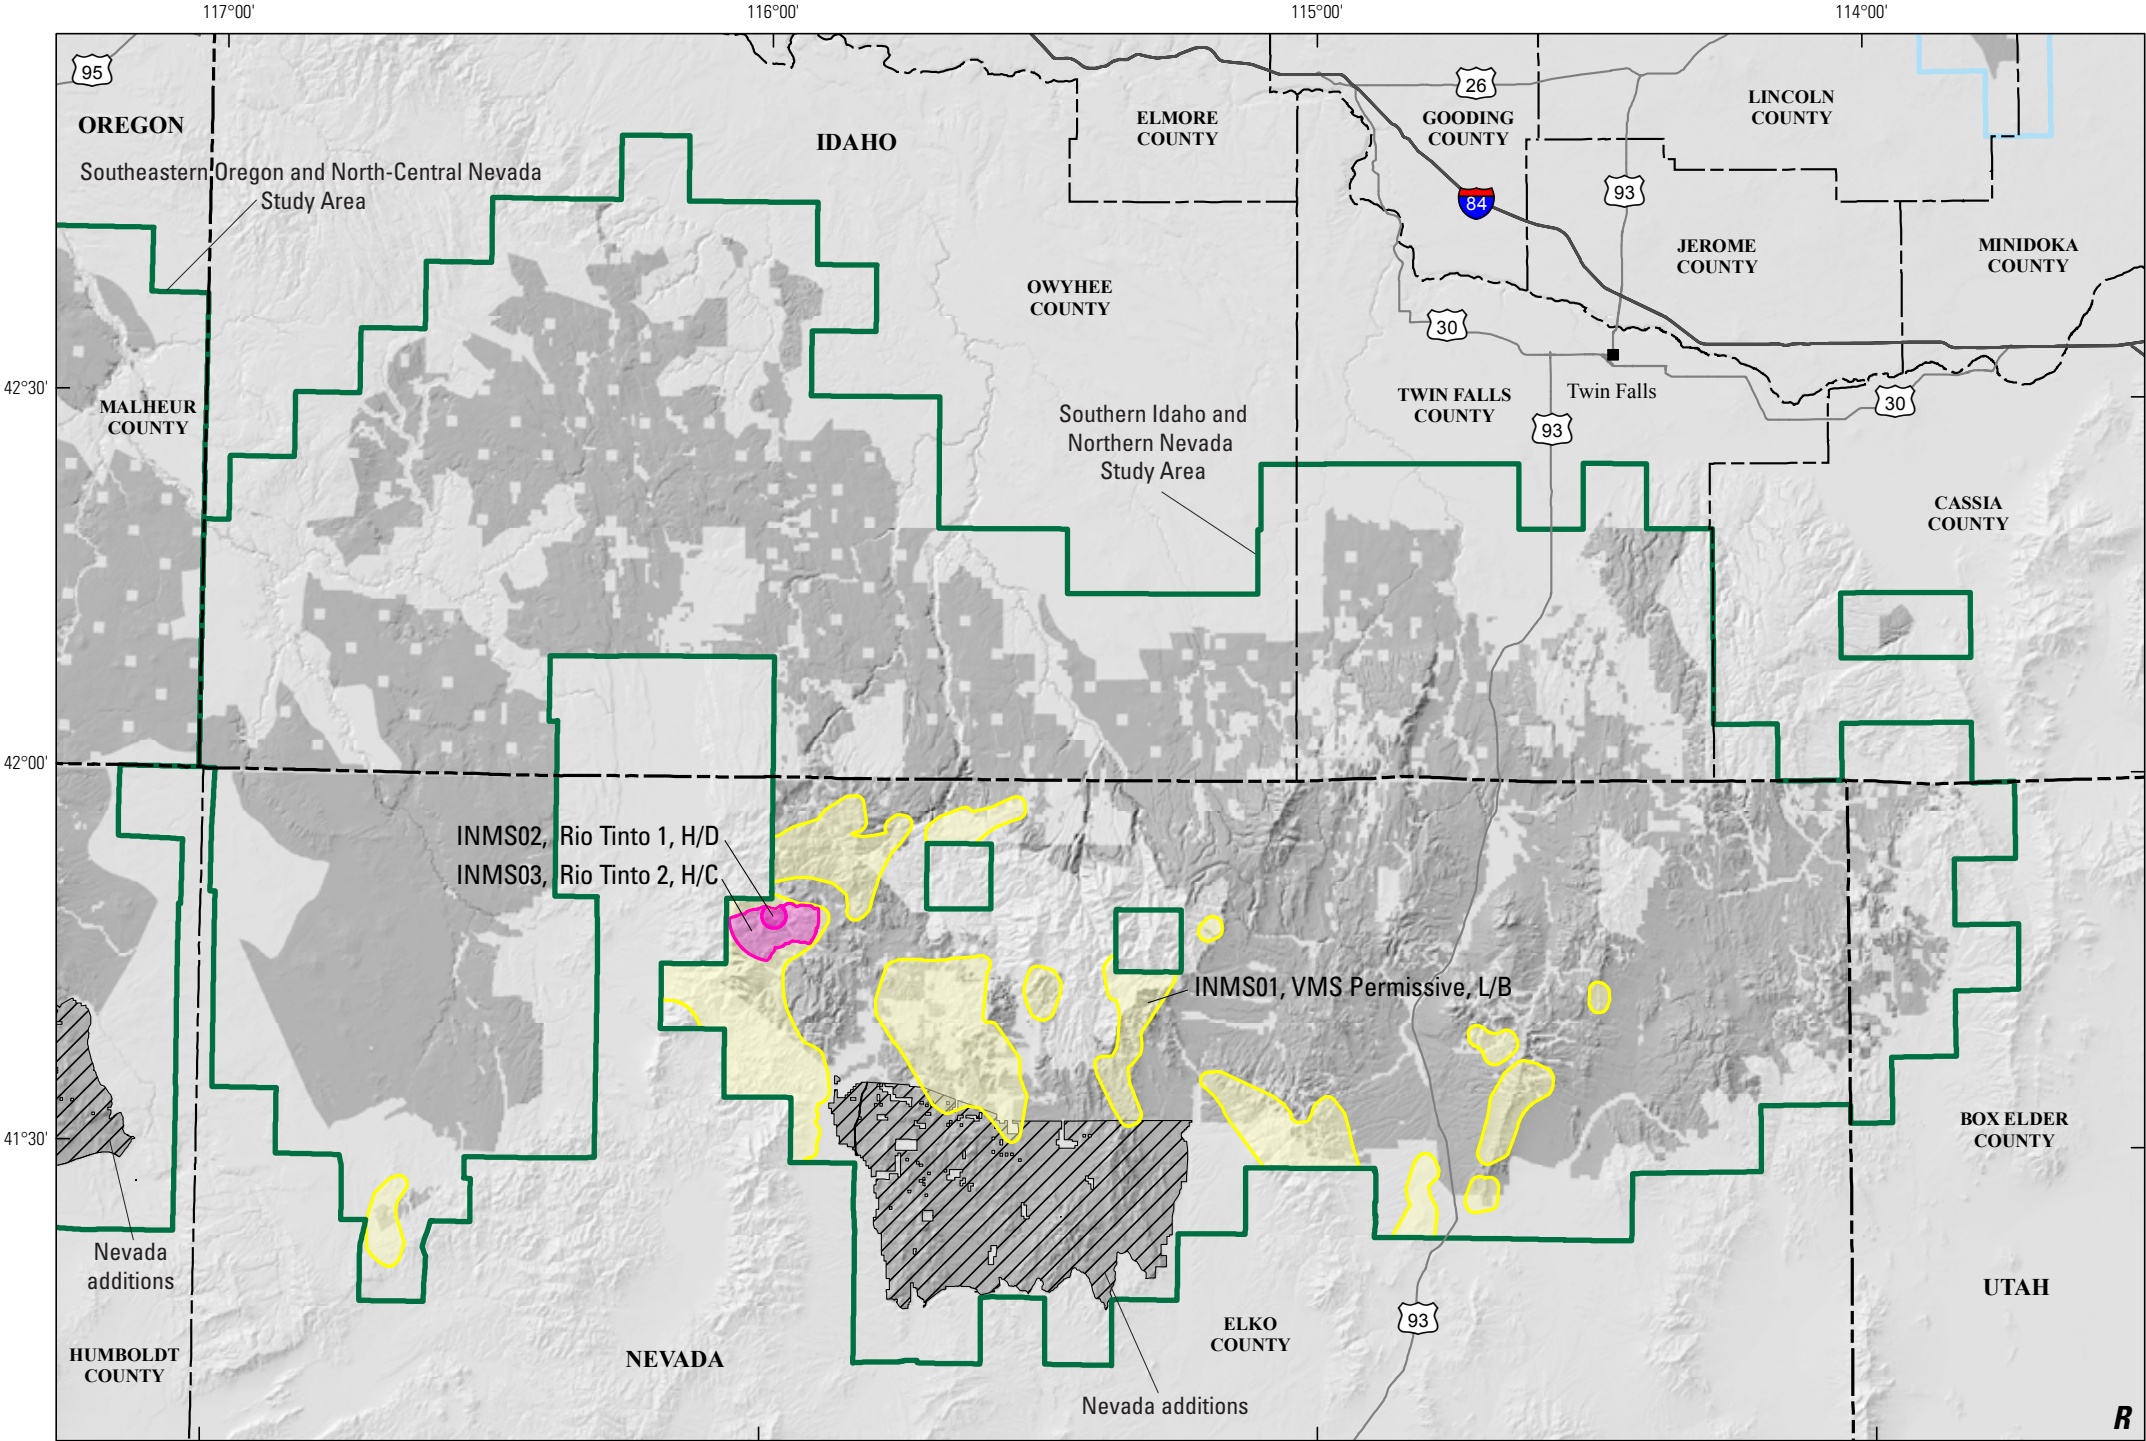 117°00'
116°00'
115°00'
114°00'
95
26
OREGON
IDAHO
ELMORE
COUNTY
GOODING
COUNTY
LINCOLN
COUNTY
Southeastern Oregon and North-Central Nevada
Study Area
84
93
OWYHEE
COUNTY
JEROME
COUNTY
MINIDOKA
COUNTY
30
42°30'
MALHEUR
COUNTY
Southern Idaho and
Northern Nevada
Study Area
TWIN FALLS
COUNTY
Twin Falls
93
30
CASSIA
COUNTY
42°00'
INMS02, Rio Tinto 1, H/D
INMS03, Rio Tinto 2, H/C
INMS01, VMS Permissive, L/B
41°30'
BOX ELDER
COUNTY
Nevada
additions
UTAH
HUMBOLDT
COUNTY
NEVADA
ELKO
COUNTY
93
Nevada additions
R